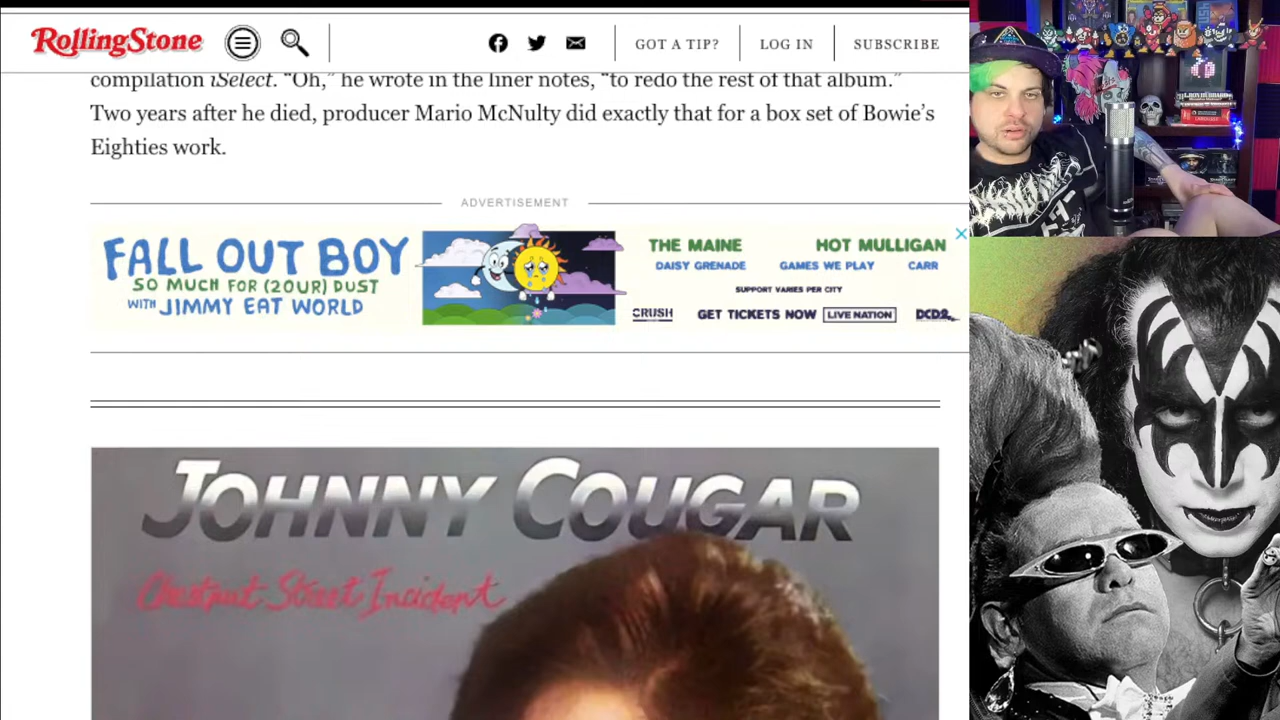 RollingStone
GOT A TIP?
LOG IN
SUBSCRIBE
compilation iSelect. “Oh,” he wrote in the liner notes, “to redo the rest of that album.”
Two years after he died, producer Mario McNulty did exactly that for a box set of Bowie’s
Eighties work.
ADVERTISEMENT
FALL OUT BOY
SO MUCH FOR (2OUR) DUST
WITH JIMMY EAT WORLD
THE MAINE HOT MULLIGAN
DAISY GRENADE GAMES WE PLAY CARR
SUPPORT VARIES PER CITY
CRUSH GET TICKETS NOW LIVE NATION DCD2
JOHNNY COUGAR
Chestnut Street Incident